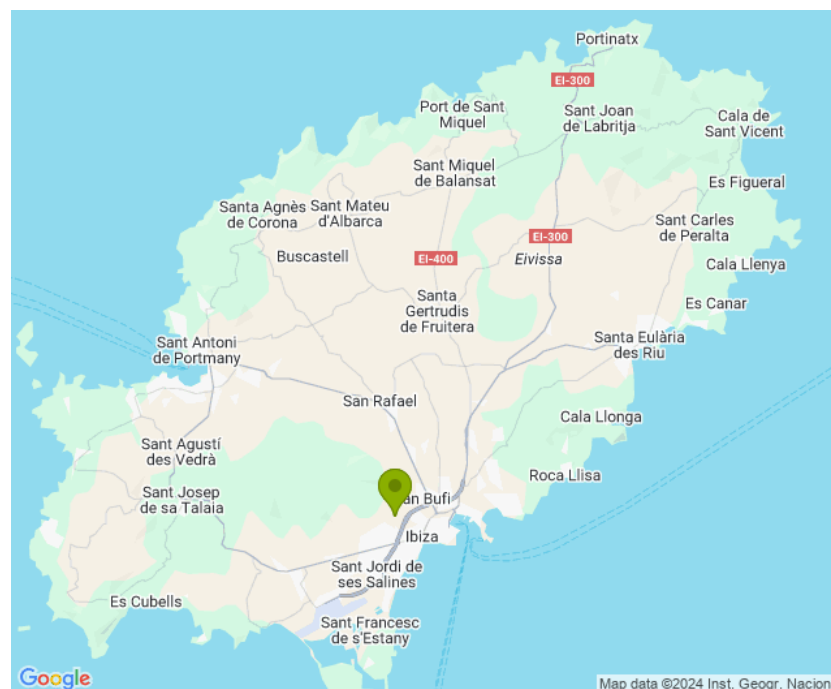 Portinatx
EI-300
Port de Sant
Miquel
Sant Joan
de Labritja
Cala de
Sant Vicent
Sant Miquel
de Balansat
Es Figueral
Santa Agnès
de Corona
Sant Mateu
d'Albarca
Sant Carles
de Peralta
EI-300
Buscastell
EI-400
Eivissa
Cala Llenya
Santa
Gertrudis
de Fruitera
Es Canar
Sant Antoni
de Portmany
Santa Eulària
des Riu
San Rafael
Cala Llonga
Sant Agustí
des Vedrà
Roca Llisa
Sant Josep
de sa Talaia
an Bufi
Ibiza
Sant Jordi de
ses Salines
Es Cubells
Sant Francesc
de s'Estany
Google
Map data ©2024 Inst. Geogr. Nacion